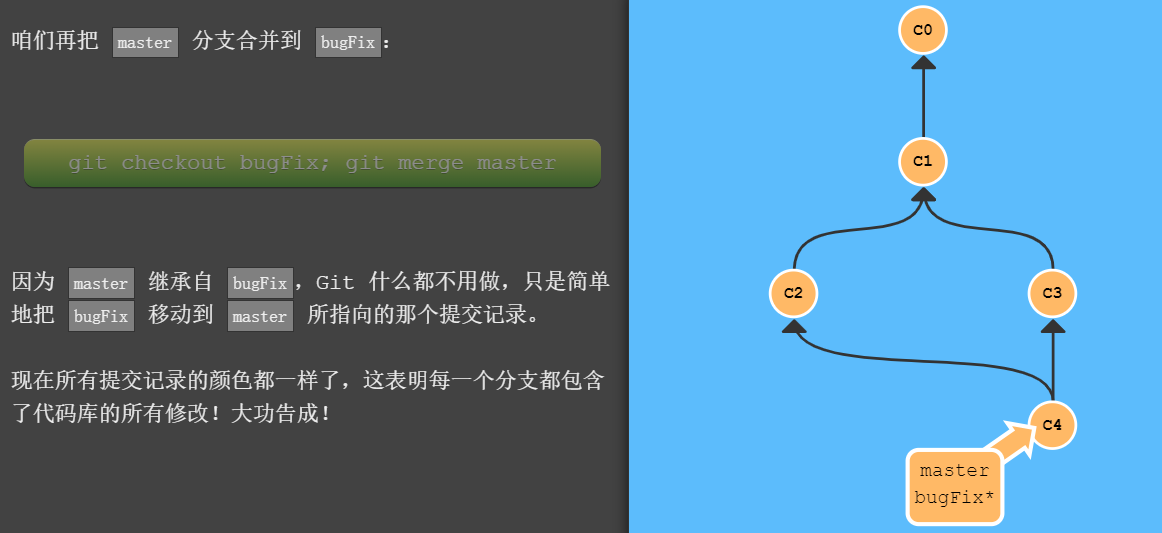 咱们再把 master 分支合并到 bugFix：
git checkout bugFix; git merge master
因为 master 继承自 bugFix，Git 什么都不用做，只是简单
地把 bugFix 移动到 master 所指向的那个提交记录。
现在所有提交记录的颜色都一样了，这表明每一个分支都包含
了代码库的所有修改！大功告成！
C0
C1
C2
C3
C4
master
bugFix*